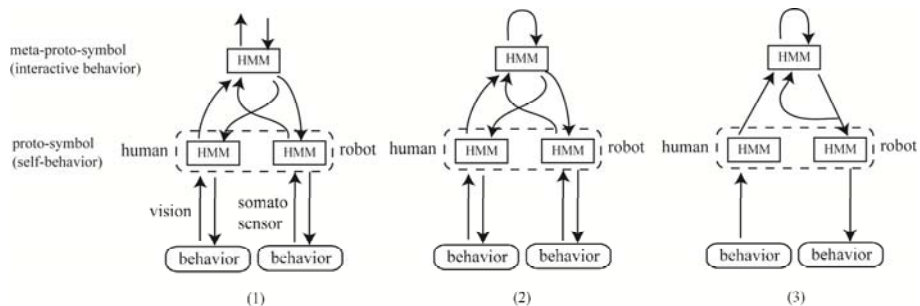 meta-proto-symbol
(interactive behavior)
HMM
HMM
HMM
proto-symbol
(self-behavior)
human
HMM
HMM
robot
human
HMM
HMM
robot
human
HMM
HMM
robot
vision
somato
sensor
behavior
behavior
behavior
behavior
behavior
behavior
(1)
(2)
(3)